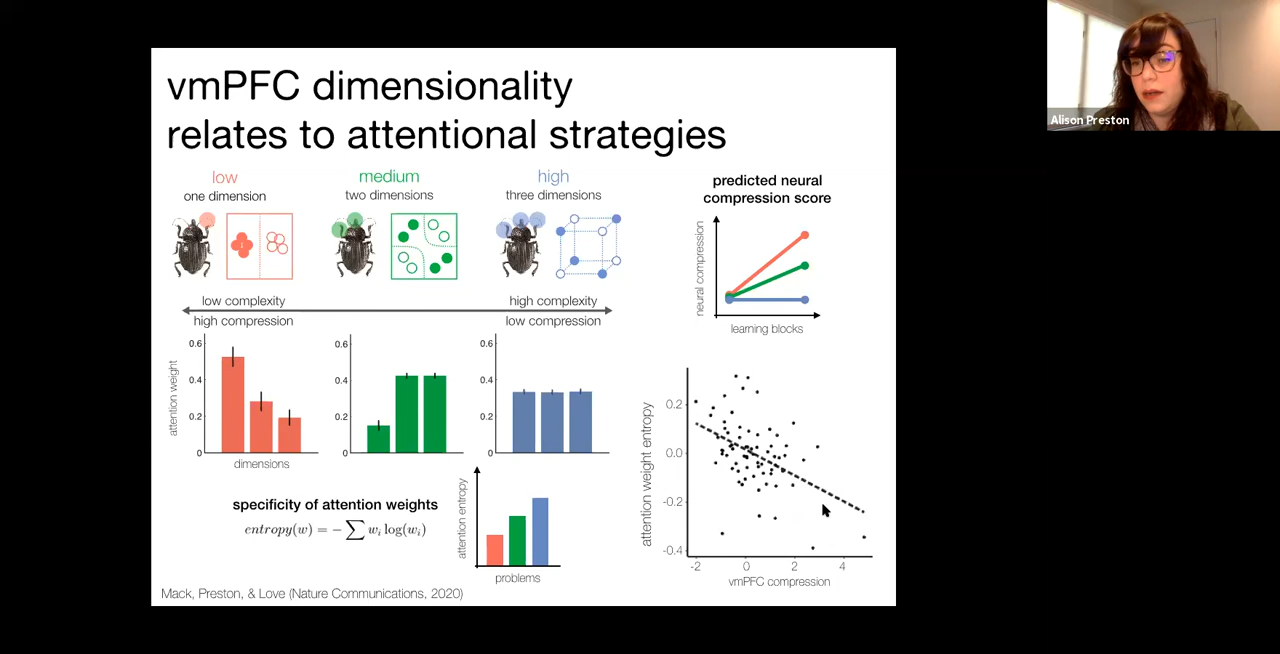 vmPFC dimensionality
relates to attentional strategies
Alison Preston
low
one dimension
medium
two dimensions
high
three dimensions
low complexity
high compression
high complexity
low compression
predicted neural
compression score
neural compression
learning blocks
attention weight
0.6
0.4
0.2
0
dimensions
0.6
0.4
0.2
0
0.6
0.4
0.2
0
specificity of attention weights
entropy(w) = − ∑ wᵢ log(wᵢ)
attention entropy
problems
attention weight entropy
0.2
0.0
-0.2
-0.4
-2 0 2 4
vmPFC compression
Mack, Preston, & Love (Nature Communications, 2020)